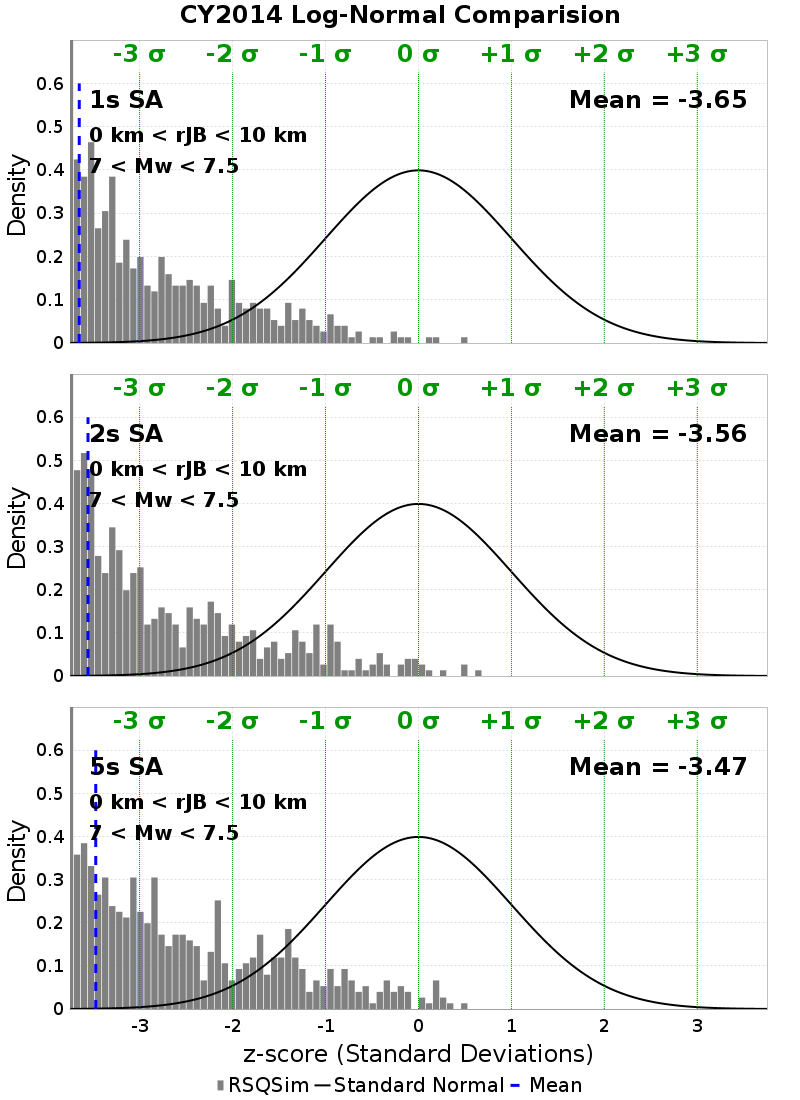 CY2014 Log-Normal Comparision
-3 σ -2 σ -1 σ 0 σ +1 σ +2 σ +3 σ
1s SA
Mean = -3.65
0 km < rJB < 10 km
7 < Mw < 7.5
Density
0.6
0.5
0.4
0.3
0.2
0.1
0
-3 σ -2 σ -1 σ 0 σ +1 σ +2 σ +3 σ
2s SA
Mean = -3.56
0 km < rJB < 10 km
7 < Mw < 7.5
Density
0.6
0.5
0.4
0.3
0.2
0.1
0
-3 σ -2 σ -1 σ 0 σ +1 σ +2 σ +3 σ
5s SA
Mean = -3.47
0 km < rJB < 10 km
7 < Mw < 7.5
Density
0.6
0.5
0.4
0.3
0.2
0.1
0
-3 -2 -1 0 1 2 3
z-score (Standard Deviations)
RSQSim Standard Normal Mean